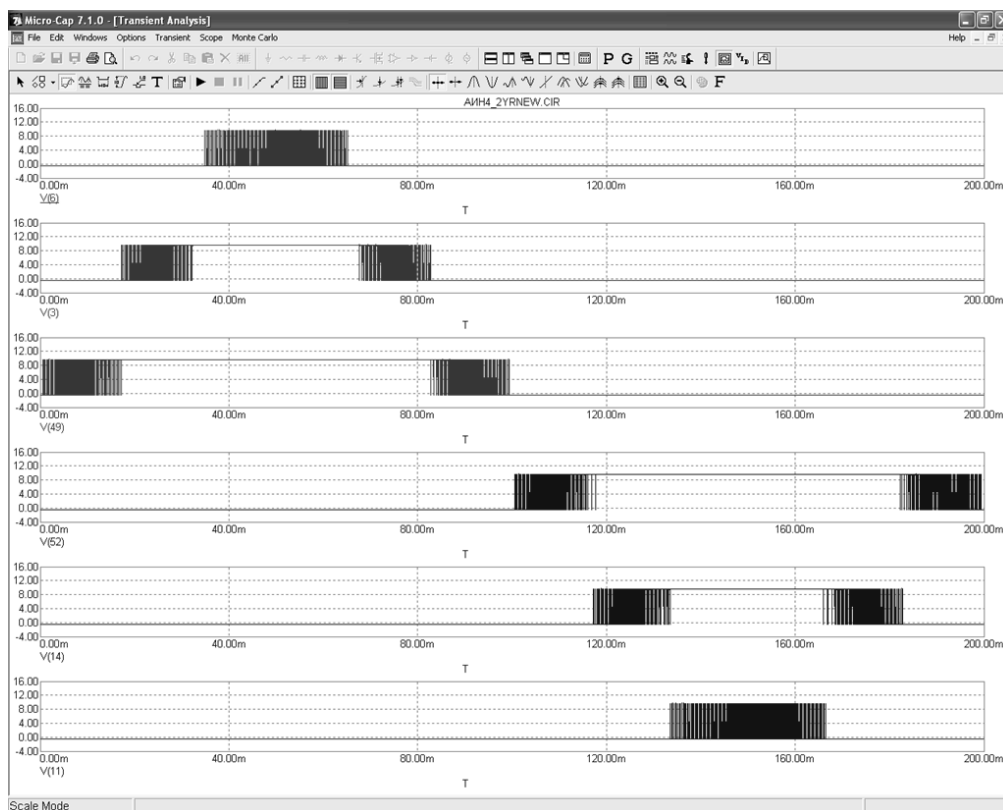 Micro-Cap 7.1.0 - [Transient Analysis]
File Edit Windows Options Transient Scope Monte Carlo Help
P G
T F
АИН4_2YRNEW.CIR
16.00
12.00
8.00
4.00
0.00
-4.00
0.00m 40.00m 80.00m 120.00m 160.00m 200.00m
V(6)
T
16.00
12.00
8.00
4.00
0.00
-4.00
0.00m 40.00m 80.00m 120.00m 160.00m 200.00m
V(3)
T
16.00
12.00
8.00
4.00
0.00
-4.00
0.00m 40.00m 80.00m 120.00m 160.00m 200.00m
V(49)
T
16.00
12.00
8.00
4.00
0.00
-4.00
0.00m 40.00m 80.00m 120.00m 160.00m 200.00m
V(52)
T
16.00
12.00
8.00
4.00
0.00
-4.00
0.00m 40.00m 80.00m 120.00m 160.00m 200.00m
V(14)
T
16.00
12.00
8.00
4.00
0.00
-4.00
0.00m 40.00m 80.00m 120.00m 160.00m 200.00m
V(11)
T
Scale Mode